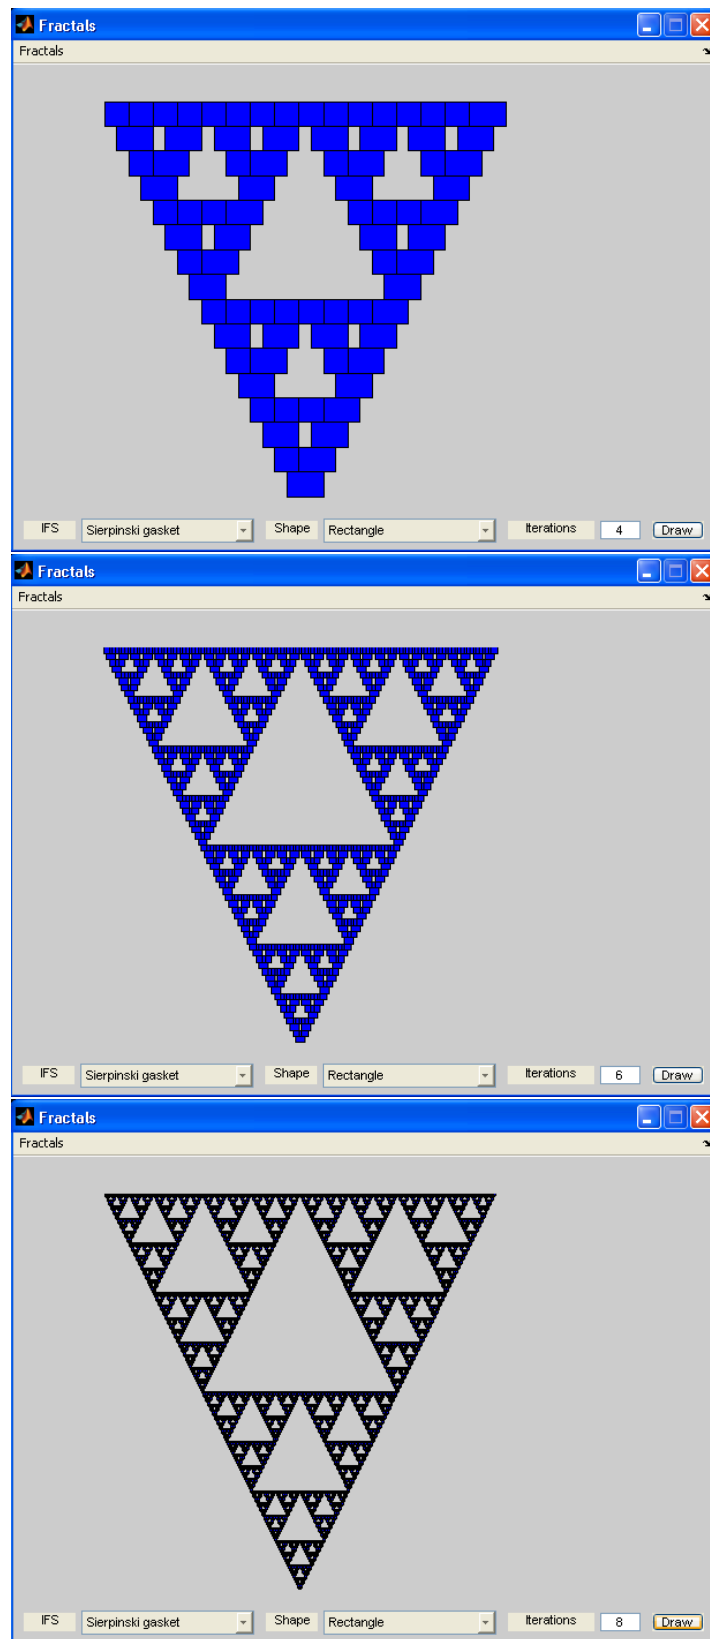 Fractals
Fractals
IFS Sierpinski gasket Shape Rectangle Iterations 4 Draw
Fractals
Fractals
IFS Sierpinski gasket Shape Rectangle Iterations 6 Draw
Fractals
Fractals
IFS Sierpinski gasket Shape Rectangle Iterations 8 Draw